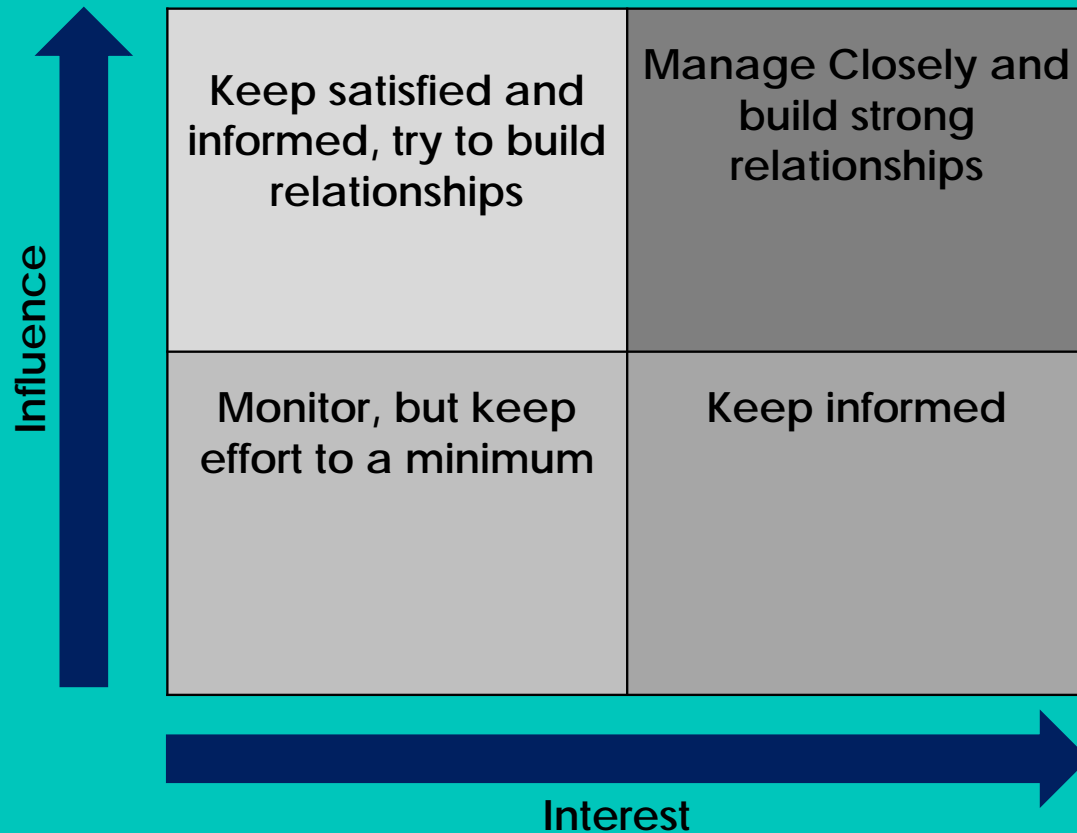 Keep satisfied and
informed, try to build
relationships
Manage Closely and
build strong
relationships
Influence
Monitor, but keep
effort to a minimum
Keep informed
Interest